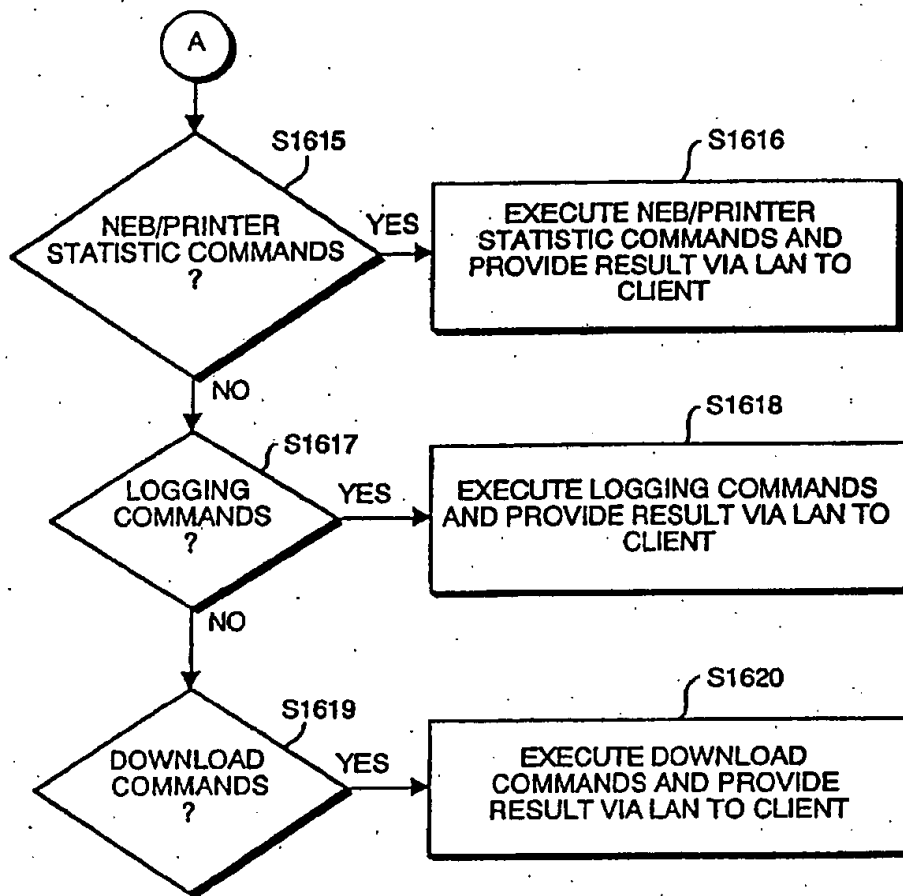 A
S1615
NEB/PRINTER
STATISTIC COMMANDS
?
YES
S1616
EXECUTE NEB/PRINTER
STATISTIC COMMANDS AND
PROVIDE RESULT VIA LAN TO
CLIENT
NO
S1617
LOGGING
COMMANDS
?
YES
S1618
EXECUTE LOGGING COMMANDS
AND PROVIDE RESULT VIA LAN TO
CLIENT
NO
S1619
DOWNLOAD
COMMANDS
?
YES
S1620
EXECUTE DOWNLOAD
COMMANDS AND PROVIDE
RESULT VIA LAN TO CLIENT